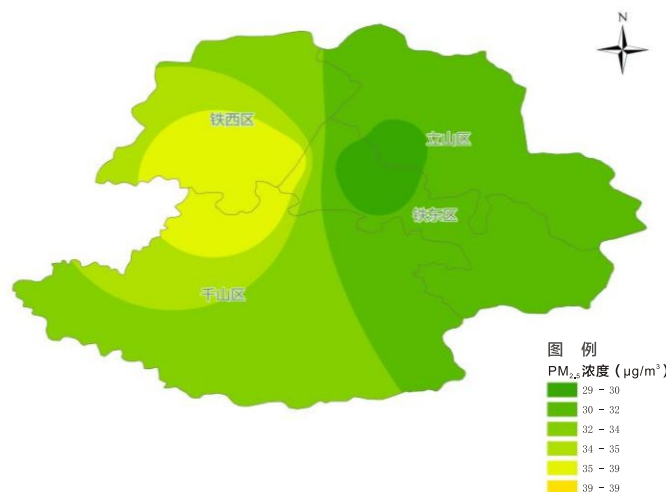 N
铁西区
立山区
铁东区
千山区
图 例
PM2.5浓度（μg/m³）
29 - 30
30 - 32
32 - 34
34 - 35
35 - 39
39 - 39